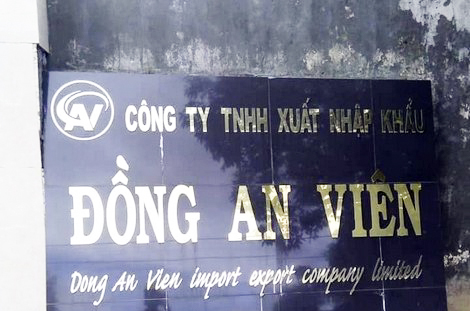 AV CÔNG TY TNHH XUẤT NHẬP KHẨU
ĐỒNG AN VIÊN
Dong An Vien import export company limited